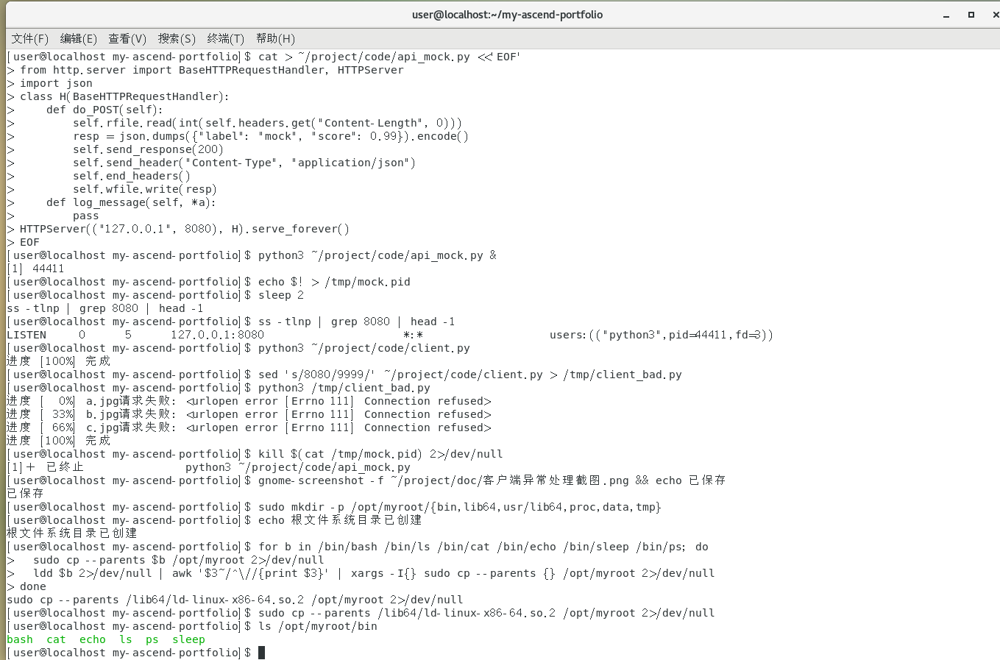 user@localhost:~/my-ascend-portfolio
文件(F) 编辑(E) 查看(V) 搜索(S) 终端(T) 帮助(H)
[user@localhost my-ascend-portfolio]$ cat > ~/project/code/api_mock.py <<'EOF'
> from http.server import BaseHTTPRequestHandler, HTTPServer
> import json
> class H(BaseHTTPRequestHandler):
>     def do_POST(self):
>         self.rfile.read(int(self.headers.get("Content-Length", 0)))
>         resp = json.dumps({"label": "mock", "score": 0.99}).encode()
>         self.send_response(200)
>         self.send_header("Content-Type", "application/json")
>         self.end_headers()
>         self.wfile.write(resp)
>     def log_message(self, *a):
>         pass
> HTTPServer(("127.0.0.1", 8080), H).serve_forever()
> EOF
[user@localhost my-ascend-portfolio]$ python3 ~/project/code/api_mock.py &
[1] 44411
[user@localhost my-ascend-portfolio]$ echo $! > /tmp/mock.pid
[user@localhost my-ascend-portfolio]$ sleep 2
ss -tlnp | grep 8080 | head -1
[user@localhost my-ascend-portfolio]$ ss -tlnp | grep 8080 | head -1
LISTEN     0      5      127.0.0.1:8080                     *:*                   users:(("python3",pid=44411,fd=3))
[user@localhost my-ascend-portfolio]$ python3 ~/project/code/client.py
进度 [100%] 完成
[user@localhost my-ascend-portfolio]$ sed 's/8080/9999/' ~/project/code/client.py > /tmp/client_bad.py
[user@localhost my-ascend-portfolio]$ python3 /tmp/client_bad.py
进度 [  0%] a.jpg请求失败: <urlopen error [Errno 111] Connection refused>
进度 [ 33%] b.jpg请求失败: <urlopen error [Errno 111] Connection refused>
进度 [ 66%] c.jpg请求失败: <urlopen error [Errno 111] Connection refused>
进度 [100%] 完成
[user@localhost my-ascend-portfolio]$ kill $(cat /tmp/mock.pid) 2>/dev/null
[1]+  已终止               python3 ~/project/code/api_mock.py
[user@localhost my-ascend-portfolio]$ gnome-screenshot -f ~/project/doc/客户端异常处理截图.png && echo 已保存
已保存
[user@localhost my-ascend-portfolio]$ sudo mkdir -p /opt/myroot/{bin,lib64,usr/lib64,proc,data,tmp}
[user@localhost my-ascend-portfolio]$ echo 根文件系统目录已创建
根文件系统目录已创建
[user@localhost my-ascend-portfolio]$ for b in /bin/bash /bin/ls /bin/cat /bin/echo /bin/sleep /bin/ps; do
>   sudo cp --parents $b /opt/myroot 2>/dev/null
>   ldd $b 2>/dev/null | awk '$3~/^\//{print $3}' | xargs -I{} sudo cp --parents {} /opt/myroot 2>/dev/null
> done
sudo cp --parents /lib64/ld-linux-x86-64.so.2 /opt/myroot 2>/dev/null
[user@localhost my-ascend-portfolio]$ sudo cp --parents /lib64/ld-linux-x86-64.so.2 /opt/myroot 2>/dev/null
[user@localhost my-ascend-portfolio]$ ls /opt/myroot/bin
bash  cat  echo  ls  ps  sleep
[user@localhost my-ascend-portfolio]$